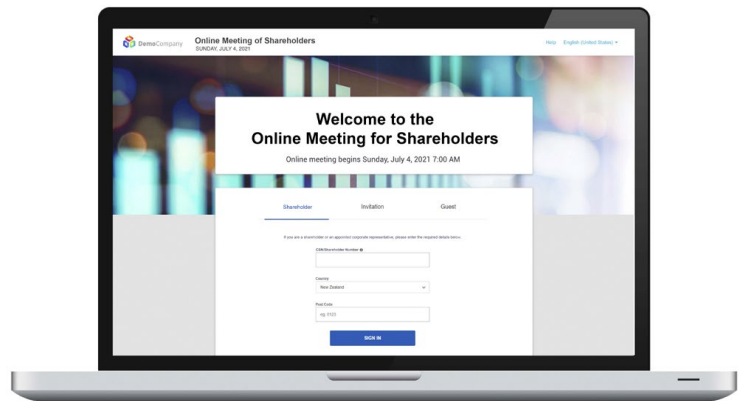 DemoCompany
Online Meeting of Shareholders
SUNDAY, JULY 4, 2021
Help English (United States)
Welcome to the
Online Meeting for Shareholders
Online meeting begins Sunday, July 4, 2021 7:00 AM
Shareholder Invitation Guest
If you are a shareholder or an appointed corporate representative, please enter the required details below.
CSN/Shareholder Number
Country
New Zealand
Post Code
eg. 0123
SIGN IN